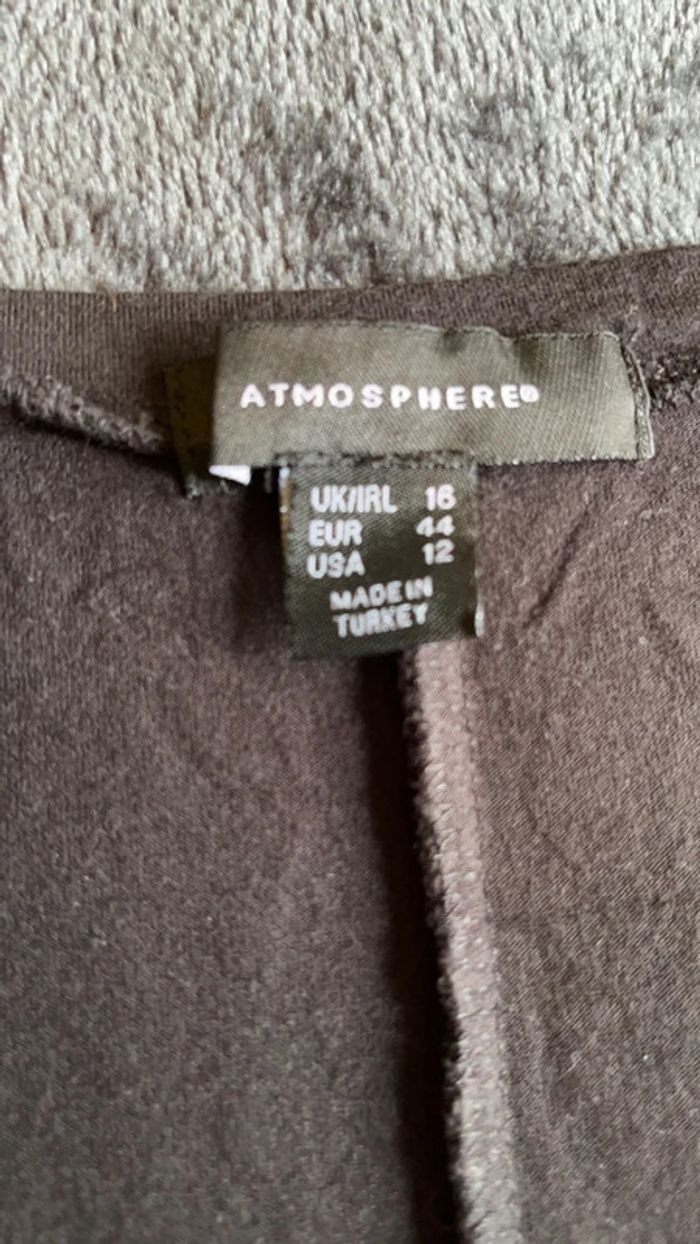 ATMOSPHERE®
UK/IRL 16
EUR 44
USA 12
MADE IN
TURKEY